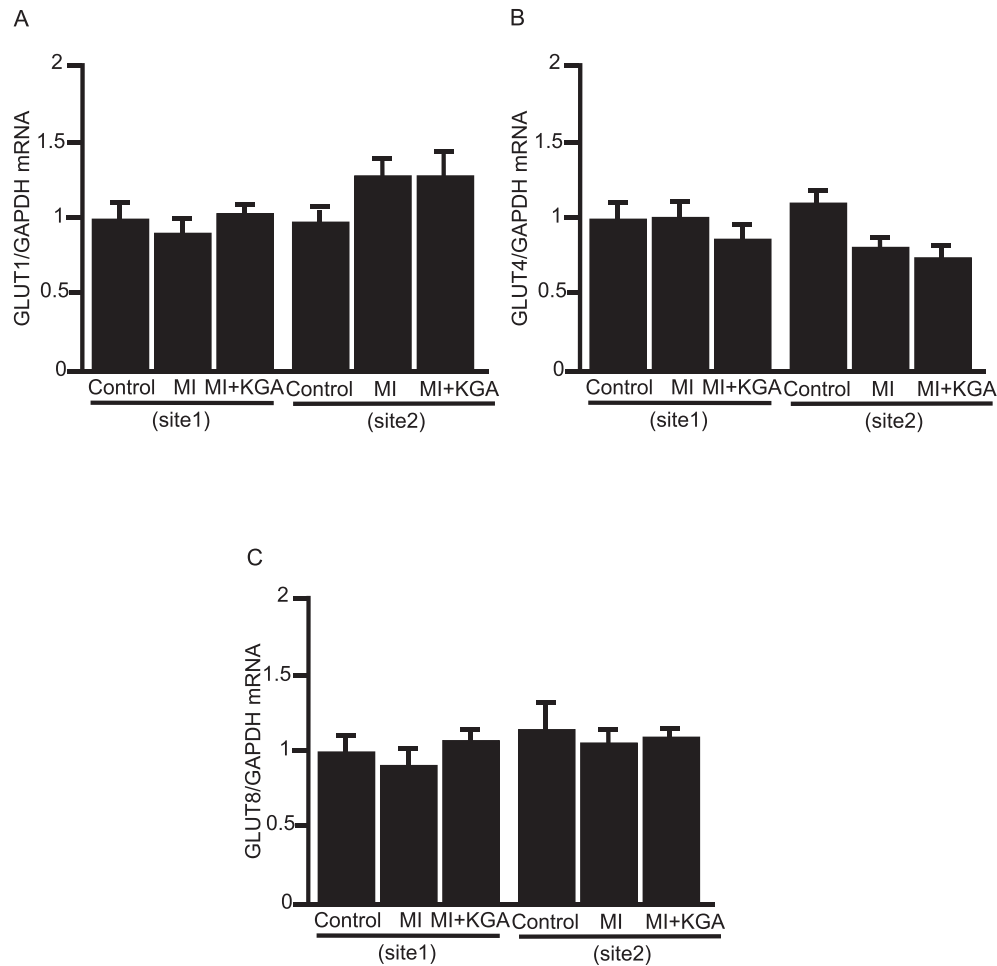 A
GLUT1/GAPDH mRNA
2
1.5
1
0.5
0
Control MI MI+KGA Control MI MI+KGA
(site1) (site2)
B
GLUT4/GAPDH mRNA
2
1.5
1
0.5
0
Control MI MI+KGA Control MI MI+KGA
(site1) (site2)
C
GLUT8/GAPDH mRNA
2
1.5
1
0.5
0
Control MI MI+KGA Control MI MI+KGA
(site1) (site2)